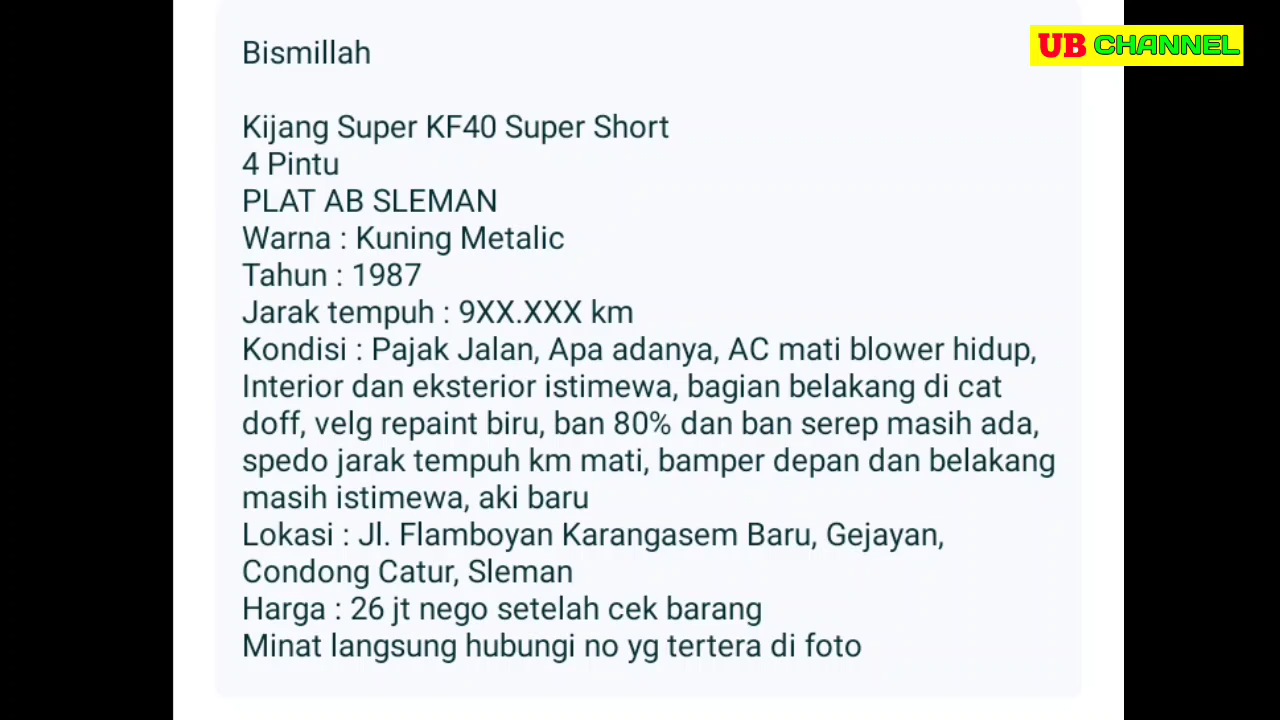 UB CHANNEL
Bismillah
Kijang Super KF40 Super Short
4 Pintu
PLAT AB SLEMAN
Warna : Kuning Metalic
Tahun : 1987
Jarak tempuh : 9XX.XXX km
Kondisi : Pajak Jalan, Apa adanya, AC mati blower hidup,
Interior dan eksterior istimewa, bagian belakang di cat
doff, velg repaint biru, ban 80% dan ban serep masih ada,
spedo jarak tempuh km mati, bamper depan dan belakang
masih istimewa, aki baru
Lokasi : Jl. Flamboyan Karangasem Baru, Gejayan,
Condong Catur, Sleman
Harga : 26 jt nego setelah cek barang
Minat langsung hubungi no yg tertera di foto